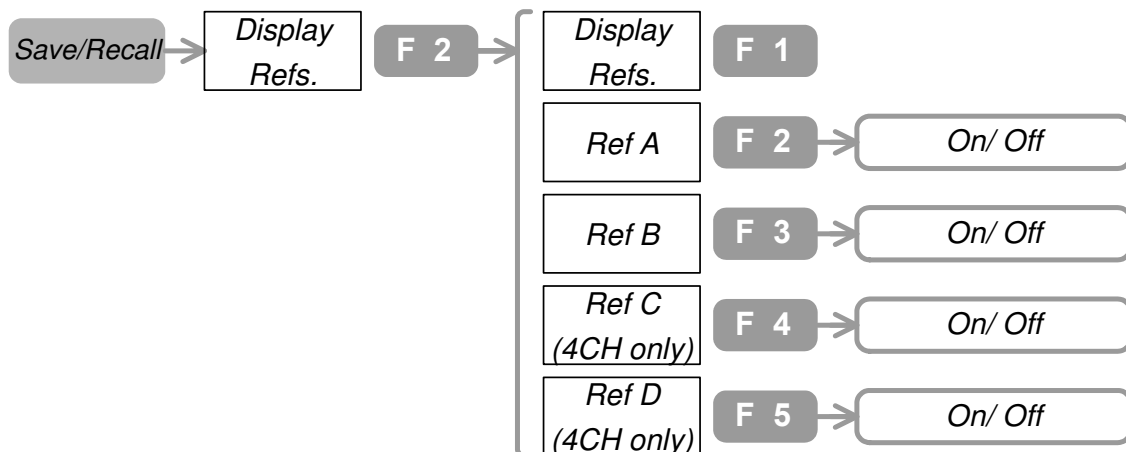 Save/Recall
Display
Refs.
F 2
Display
Refs.
F 1
Ref A
F 2
On/ Off
Ref B
F 3
On/ Off
Ref C
(4CH only)
F 4
On/ Off
Ref D
(4CH only)
F 5
On/ Off